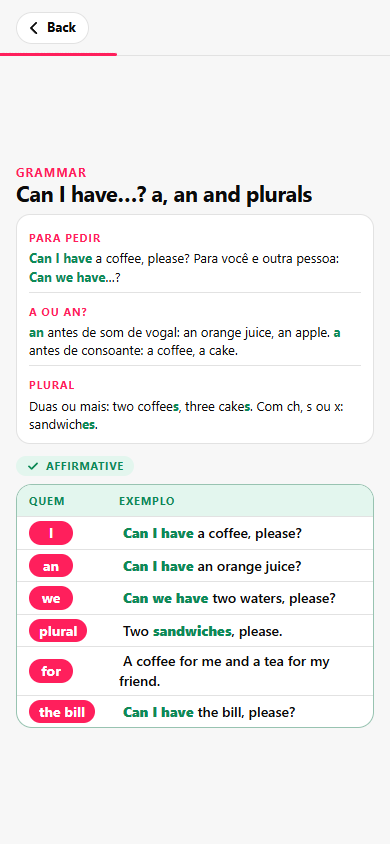 Back
GRAMMAR
Can I have...? a, an and plurals
PARA PEDIR
Can I have a coffee, please? Para você e outra pessoa:
Can we have...?
A OU AN?
an antes de som de vogal: an orange juice, an apple. a
antes de consoante: a coffee, a cake.
PLURAL
Duas ou mais: two coffees, three cakes. Com ch, s ou x:
sandwiches.
AFFIRMATIVE
QUEM EXEMPLO
I Can I have a coffee, please?
an Can I have an orange juice?
we Can we have two waters, please?
plural Two sandwiches, please.
for A coffee for me and a tea for my
friend.
the bill Can I have the bill, please?